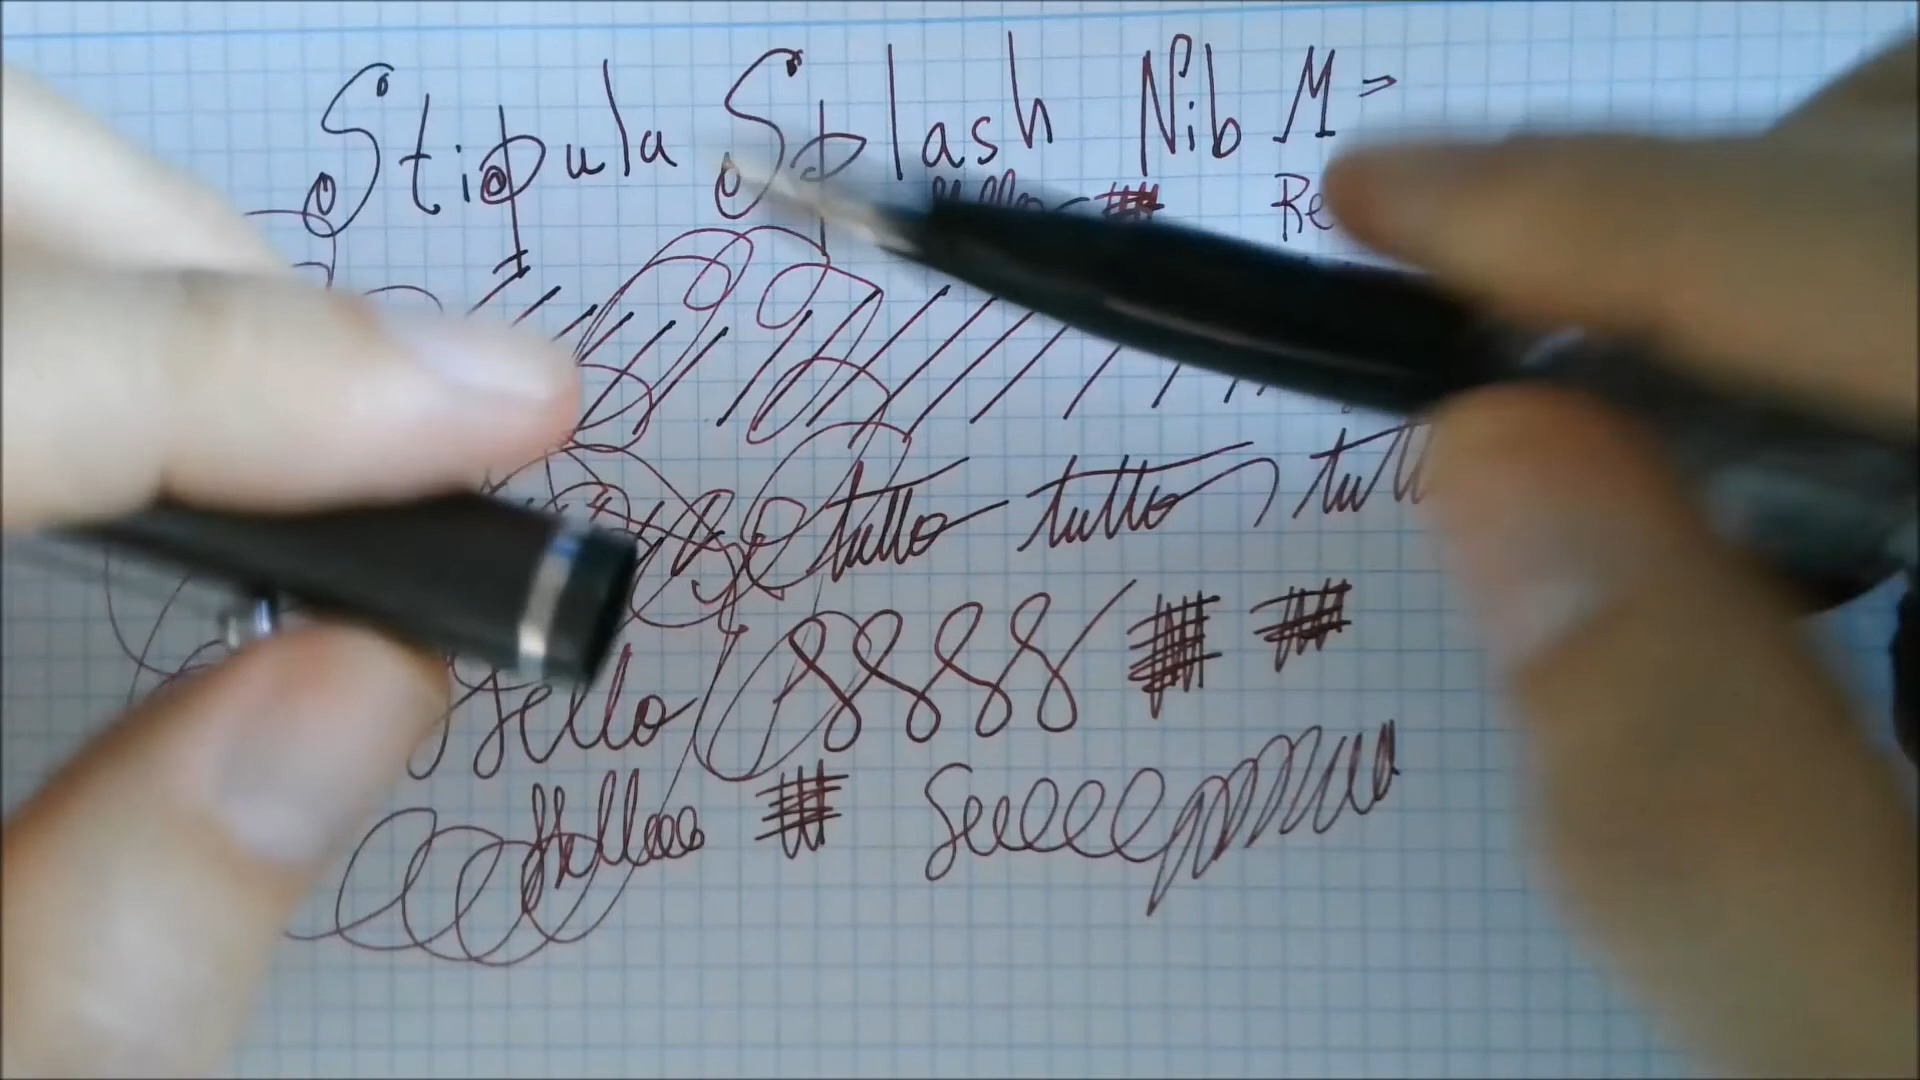 Stipula Splash Nib M =
Hello
tutto tutto
Hello 8888